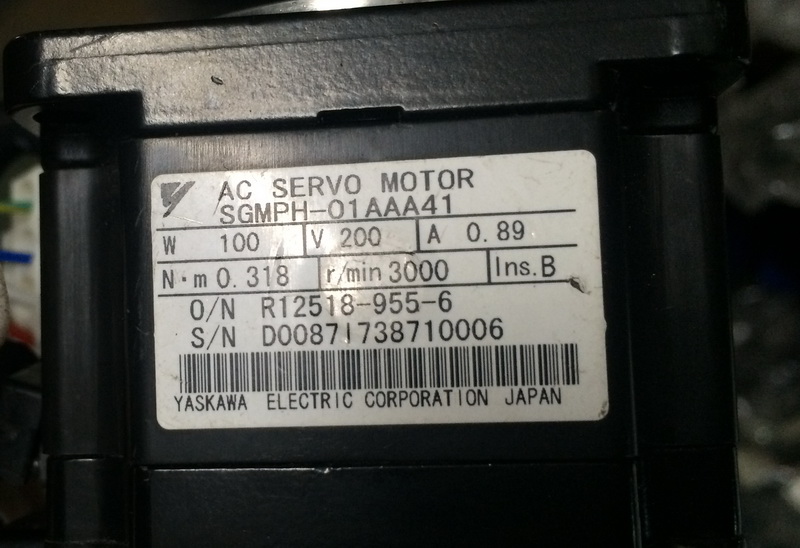 AC SERVO MOTOR
SGMPH-01AAA41
W 100 V 200 A 0.89
N·m 0.318 r/min 3000 Ins.B
O/N R12518-955-6
S/N D00871738710006
YASKAWA ELECTRIC CORPORATION JAPAN